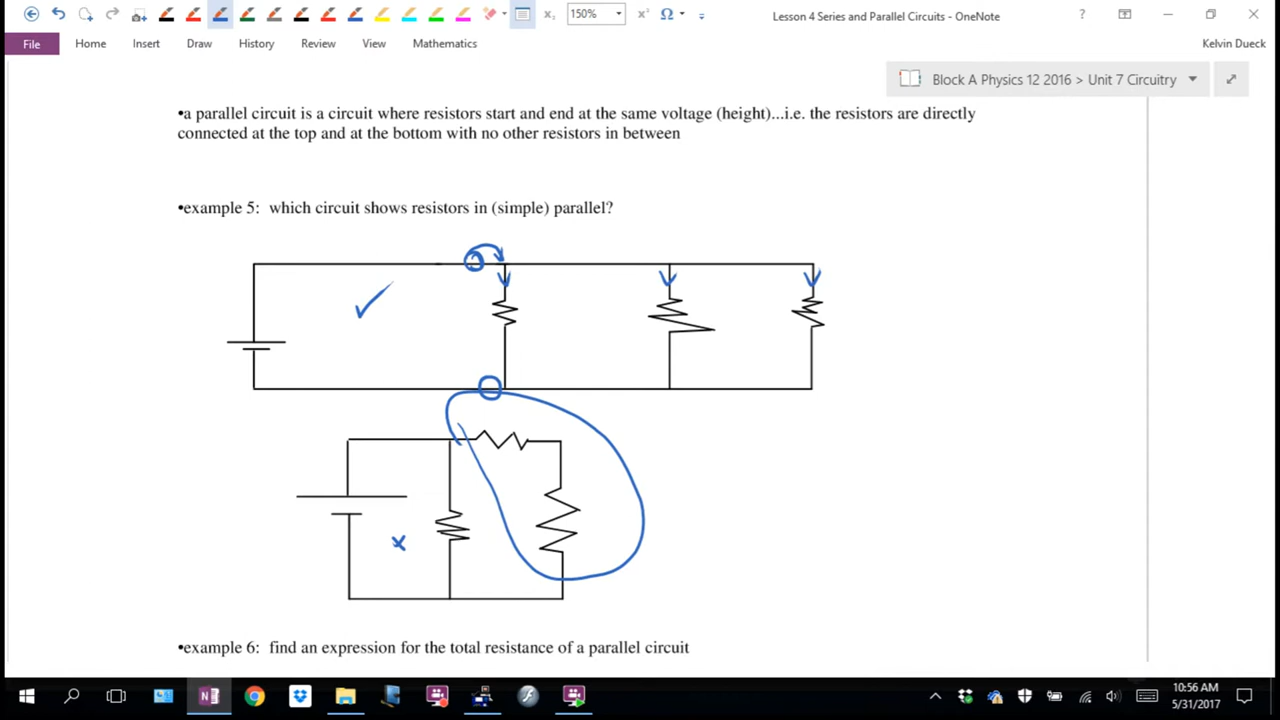 150%
Lesson 4 Series and Parallel Circuits - OneNote
File Home Insert Draw History Review View Mathematics Kelvin Dueck
Block A Physics 12 2016 > Unit 7 Circuitry
•a parallel circuit is a circuit where resistors start and end at the same voltage (height)...i.e. the resistors are directly
connected at the top and at the bottom with no other resistors in between
•example 5:  which circuit shows resistors in (simple) parallel?
•example 6:  find an expression for the total resistance of a parallel circuit
10:56 AM
5/31/2017